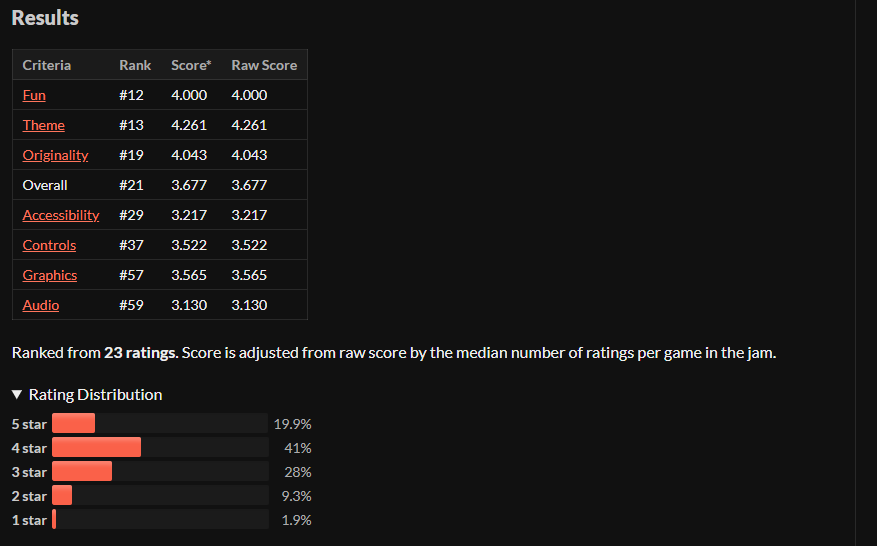 Results
Criteria Rank Score* Raw Score
Fun #12 4.000 4.000
Theme #13 4.261 4.261
Originality #19 4.043 4.043
Overall #21 3.677 3.677
Accessibility #29 3.217 3.217
Controls #37 3.522 3.522
Graphics #57 3.565 3.565
Audio #59 3.130 3.130
Ranked from 23 ratings. Score is adjusted from raw score by the median number of ratings per game in the jam.
▼ Rating Distribution
5 star 19.9%
4 star 41%
3 star 28%
2 star 9.3%
1 star 1.9%